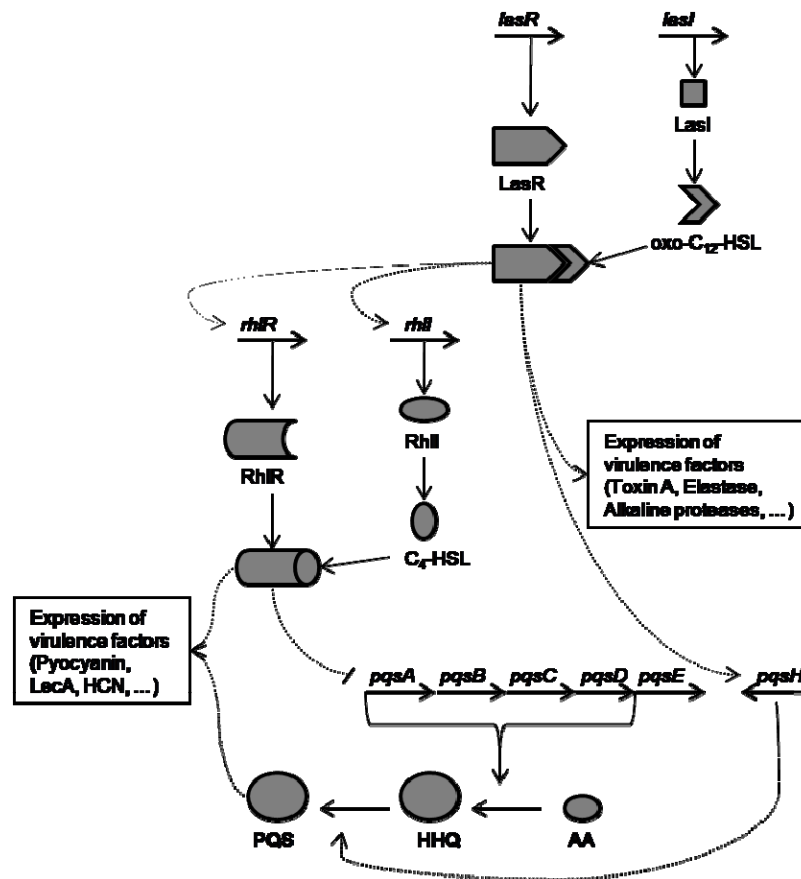 lasR lasI
LasI
LasR
oxo-C12-HSL
rhlR rhlI
RhlI
RhlR
Expression of
virulence factors
(Toxin A, Elastase,
Alkaline proteases, ... )
C4-HSL
Expression of
virulence factors
(Pyocyanin,
LecA, HCN, ... )
pqsA pqsB pqsC pqsD pqsE pqsH
PQS HHQ AA